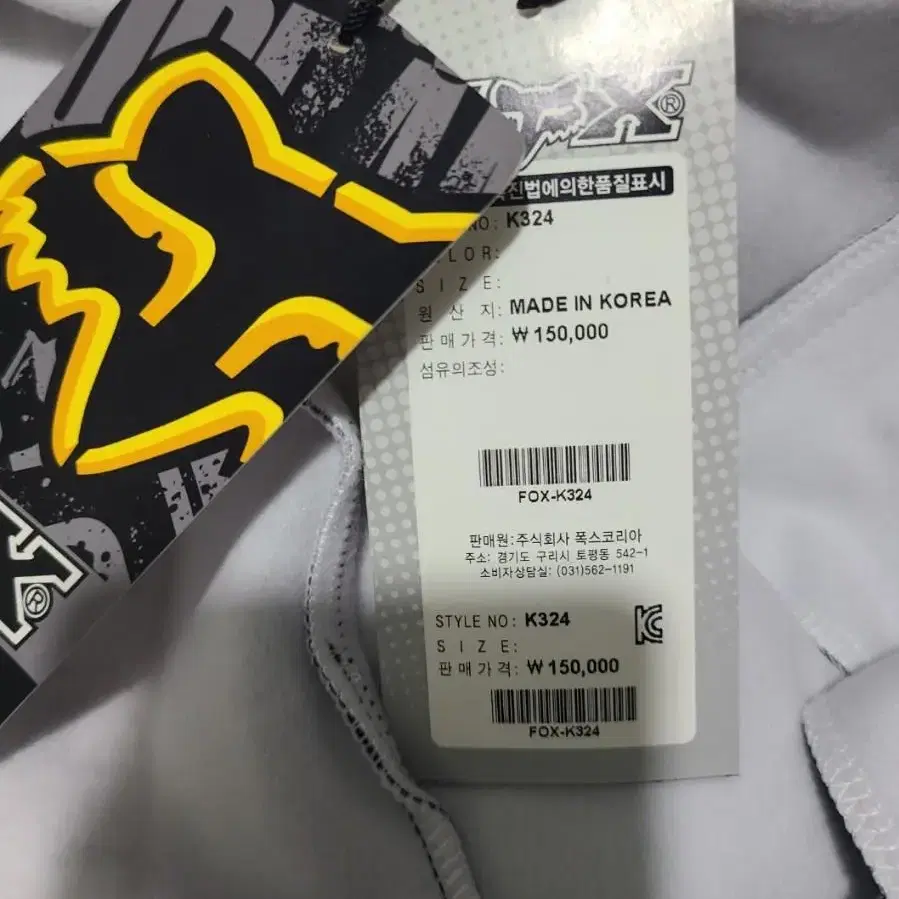 X®
진법에의한품질표시
NO: K324
LOR:
SIZE:
원산지: MADE IN KOREA
판매가격: ₩150,000
섬유의조성:
FOX-K324
판매원:주식회사 폭스코리아
주소: 경기도 구리시 토평동 542-1
소비자상담실: (031)562-1191
STYLE NO: K324
SIZE:
판매가격: ₩150,000
FOX-K324
X®